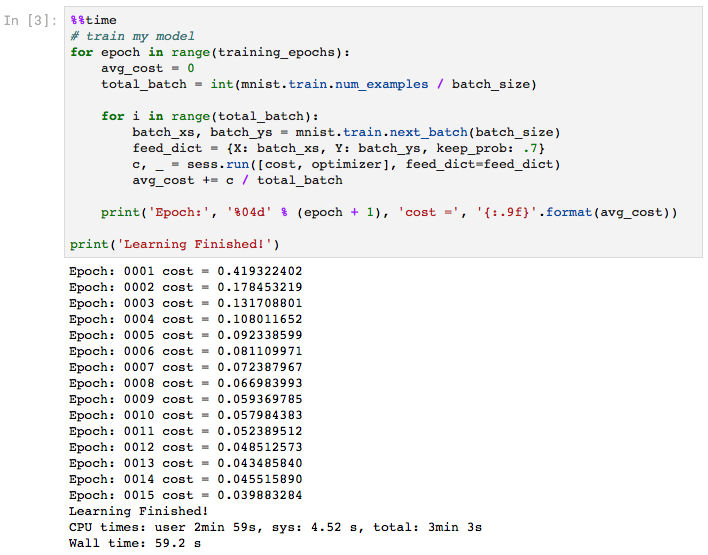 In [3]: %%time
# train my model
for epoch in range(training_epochs):
    avg_cost = 0
    total_batch = int(mnist.train.num_examples / batch_size)

    for i in range(total_batch):
        batch_xs, batch_ys = mnist.train.next_batch(batch_size)
        feed_dict = {X: batch_xs, Y: batch_ys, keep_prob: .7}
        c, _ = sess.run([cost, optimizer], feed_dict=feed_dict)
        avg_cost += c / total_batch

    print('Epoch:', '%04d' % (epoch + 1), 'cost =', '{:.9f}'.format(avg_cost))

print('Learning Finished!')
Epoch: 0001 cost = 0.419322402
Epoch: 0002 cost = 0.178453219
Epoch: 0003 cost = 0.131708801
Epoch: 0004 cost = 0.108011652
Epoch: 0005 cost = 0.092338599
Epoch: 0006 cost = 0.081109971
Epoch: 0007 cost = 0.072387967
Epoch: 0008 cost = 0.066983993
Epoch: 0009 cost = 0.059369785
Epoch: 0010 cost = 0.057984383
Epoch: 0011 cost = 0.052389512
Epoch: 0012 cost = 0.048512573
Epoch: 0013 cost = 0.043485840
Epoch: 0014 cost = 0.045515890
Epoch: 0015 cost = 0.039883284
Learning Finished!
CPU times: user 2min 59s, sys: 4.52 s, total: 3min 3s
Wall time: 59.2 s